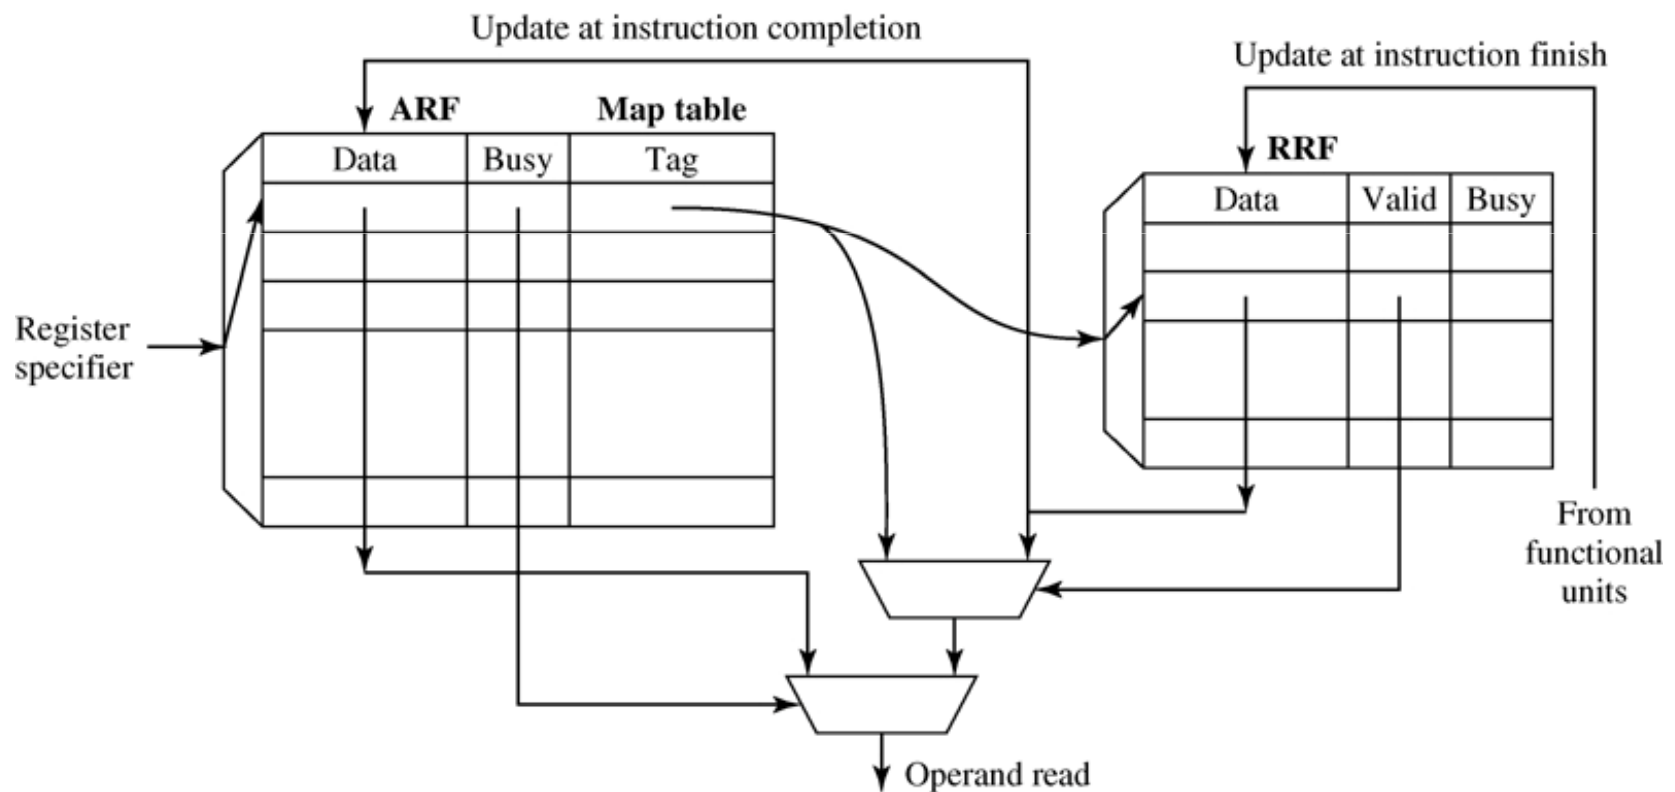 Update at instruction completion
Update at instruction finish
ARF
Map table
Data
Busy
Tag
RRF
Data
Valid
Busy
Register
specifier
From
functional
units
Operand read